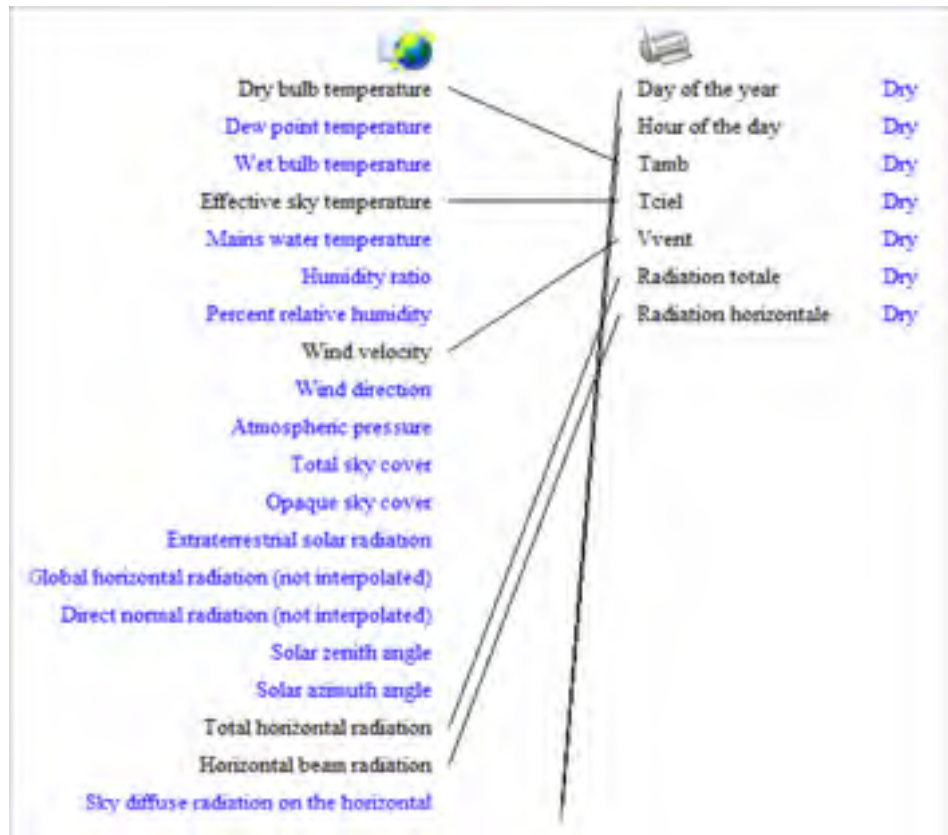 Dry bulb temperature
Dew point temperature
Wet bulb temperature
Effective sky temperature
Mains water temperature
Humidity ratio
Percent relative humidity
Wind velocity
Wind direction
Atmospheric pressure
Total sky cover
Opaque sky cover
Extraterrestrial solar radiation
Global horizontal radiation (not interpolated)
Direct normal radiation (not interpolated)
Solar zenith angle
Solar azimuth angle
Total horizontal radiation
Horizontal beam radiation
Sky diffuse radiation on the horizontal
Day of the year Dry
Hour of the day Dry
Tamb Dry
Tciel Dry
Vvent Dry
Radiation totale Dry
Radiation horizontale Dry